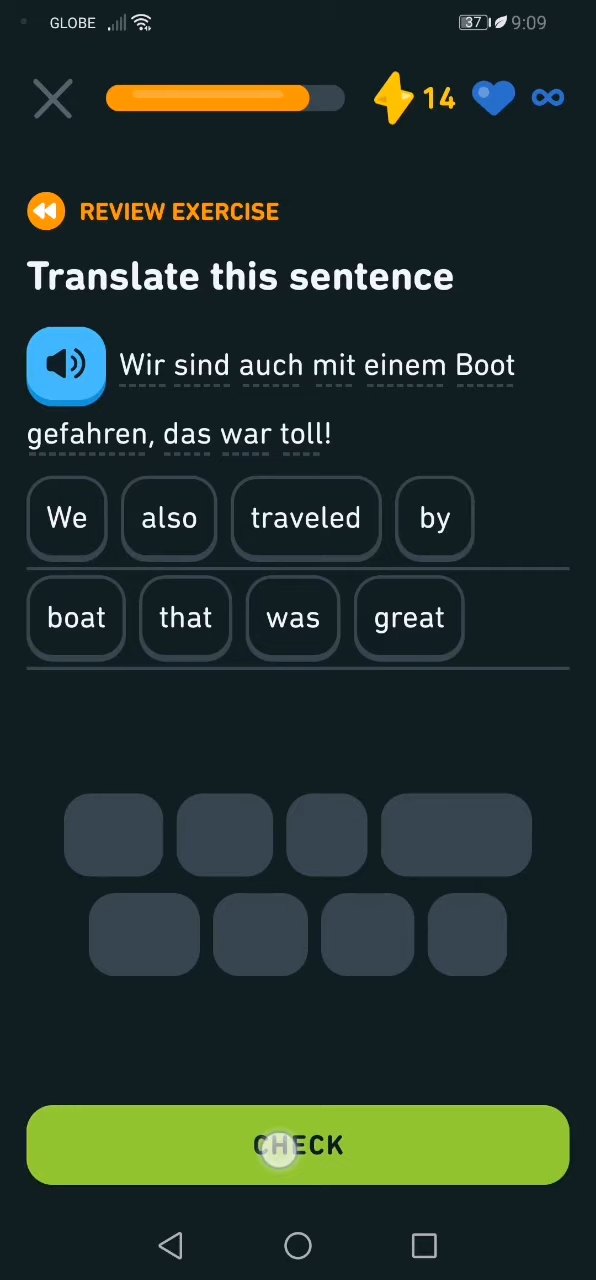 GLOBE 37 9:09
14 ∞
REVIEW EXERCISE
Translate this sentence
Wir sind auch mit einem Boot
gefahren, das war toll!
We also traveled by
boat that was great
CHECK